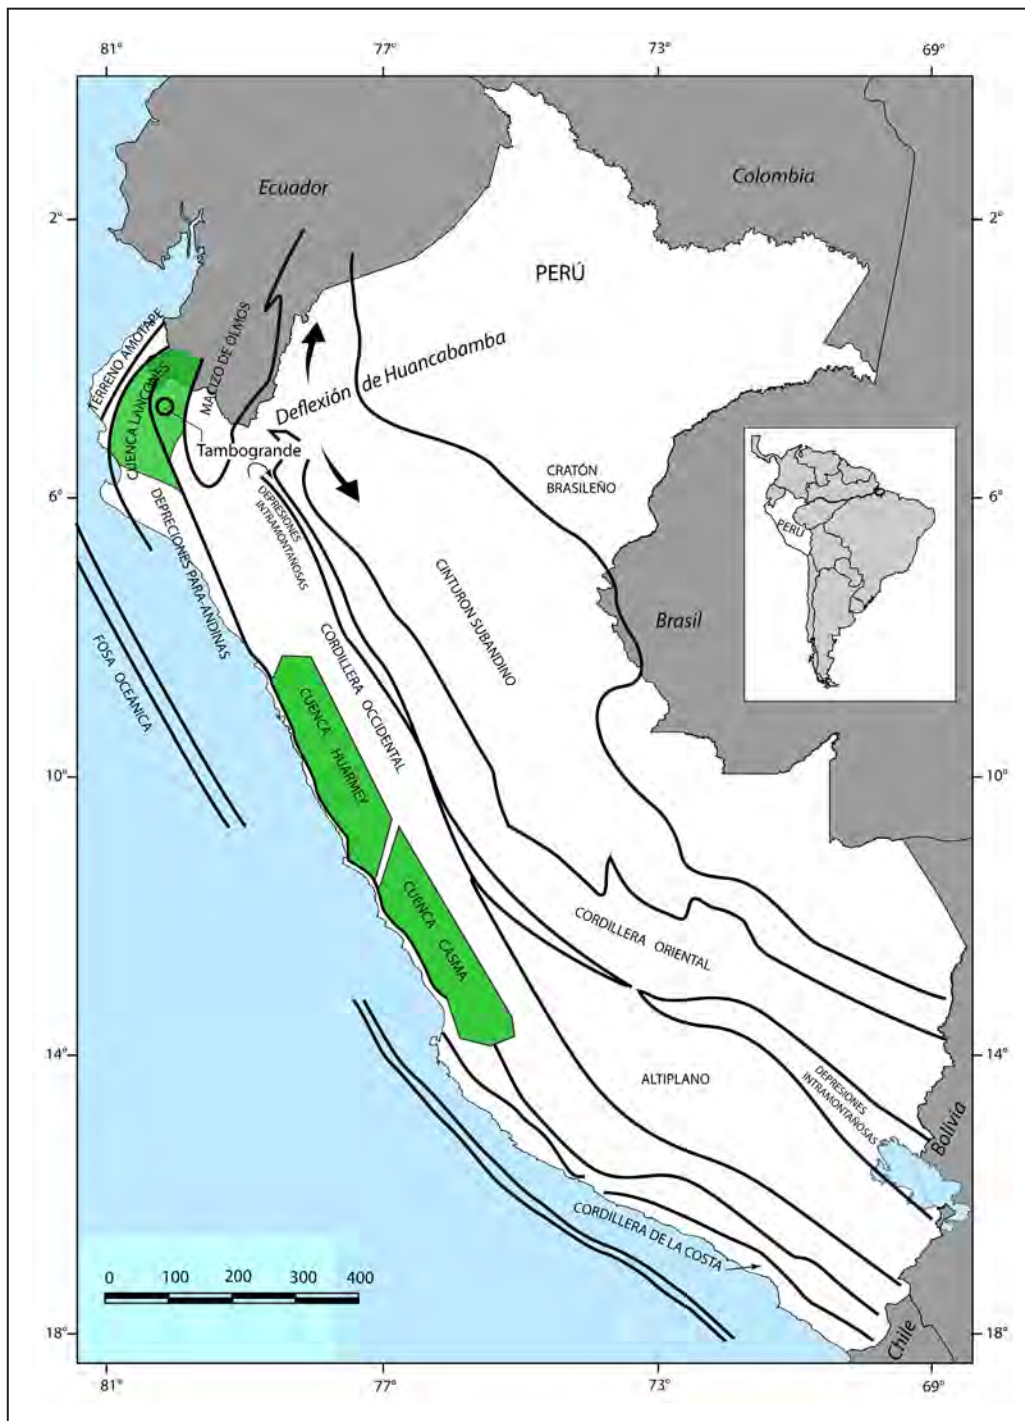 81°
77°
73°
69°
Ecuador
Colombia
2°
2°
PERÚ
TERRENO AMOTAPE
MACIZO DE OLMOS
Deflexión de Huancabamba
CUENCA LANCONES
Tambogrande
CRATÓN
BRASILEÑO
PERÚ
6°
6°
DEPRESIONES
INTRAMONTAÑOSAS
DEPRECIONES PARA-ANDINAS
CINTURON SUBANDINO
Brasil
FOSA OCEÁNICA
CORDILLERA OCCIDENTAL
CUENCA HUARMEY
10°
10°
CUENCA CASMA
CORDILLERA ORIENTAL
14°
14°
ALTIPLANO
DEPRESIONES
INTRAMONTAÑOSAS
Bolivia
CORDILLERA DE LA COSTA
0 100 200 300 400
18°
18°
Chile
81°
77°
73°
69°